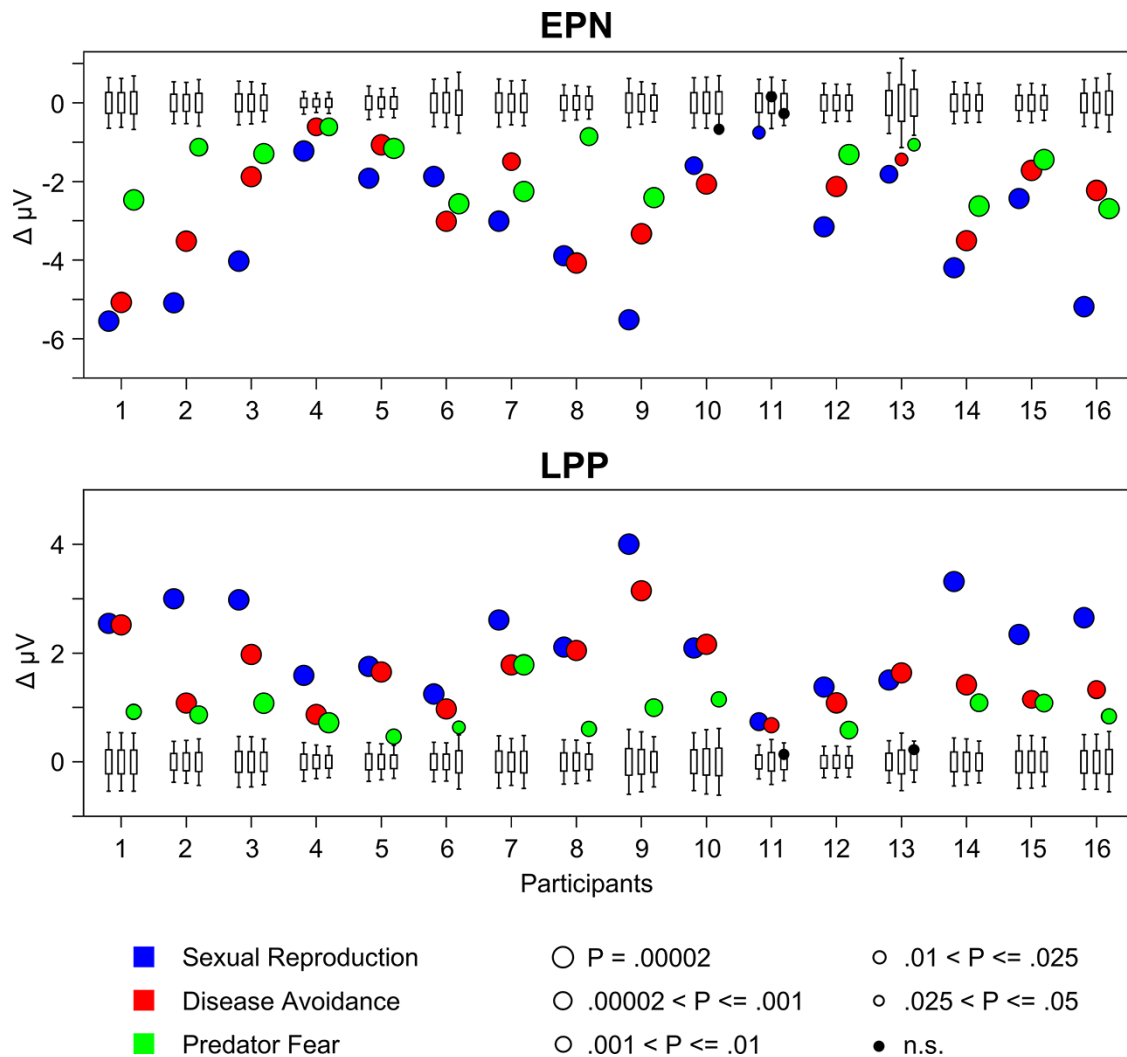 EPN
0
-2
-4
-6
Δ µV
1 2 3 4 5 6 7 8 9 10 11 12 13 14 15 16
LPP
4
2
0
Δ µV
1 2 3 4 5 6 7 8 9 10 11 12 13 14 15 16
Participants
Sexual Reproduction
Disease Avoidance
Predator Fear
P = .00002
.00002 < P <= .001
.001 < P <= .01
.01 < P <= .025
.025 < P <= .05
n.s.